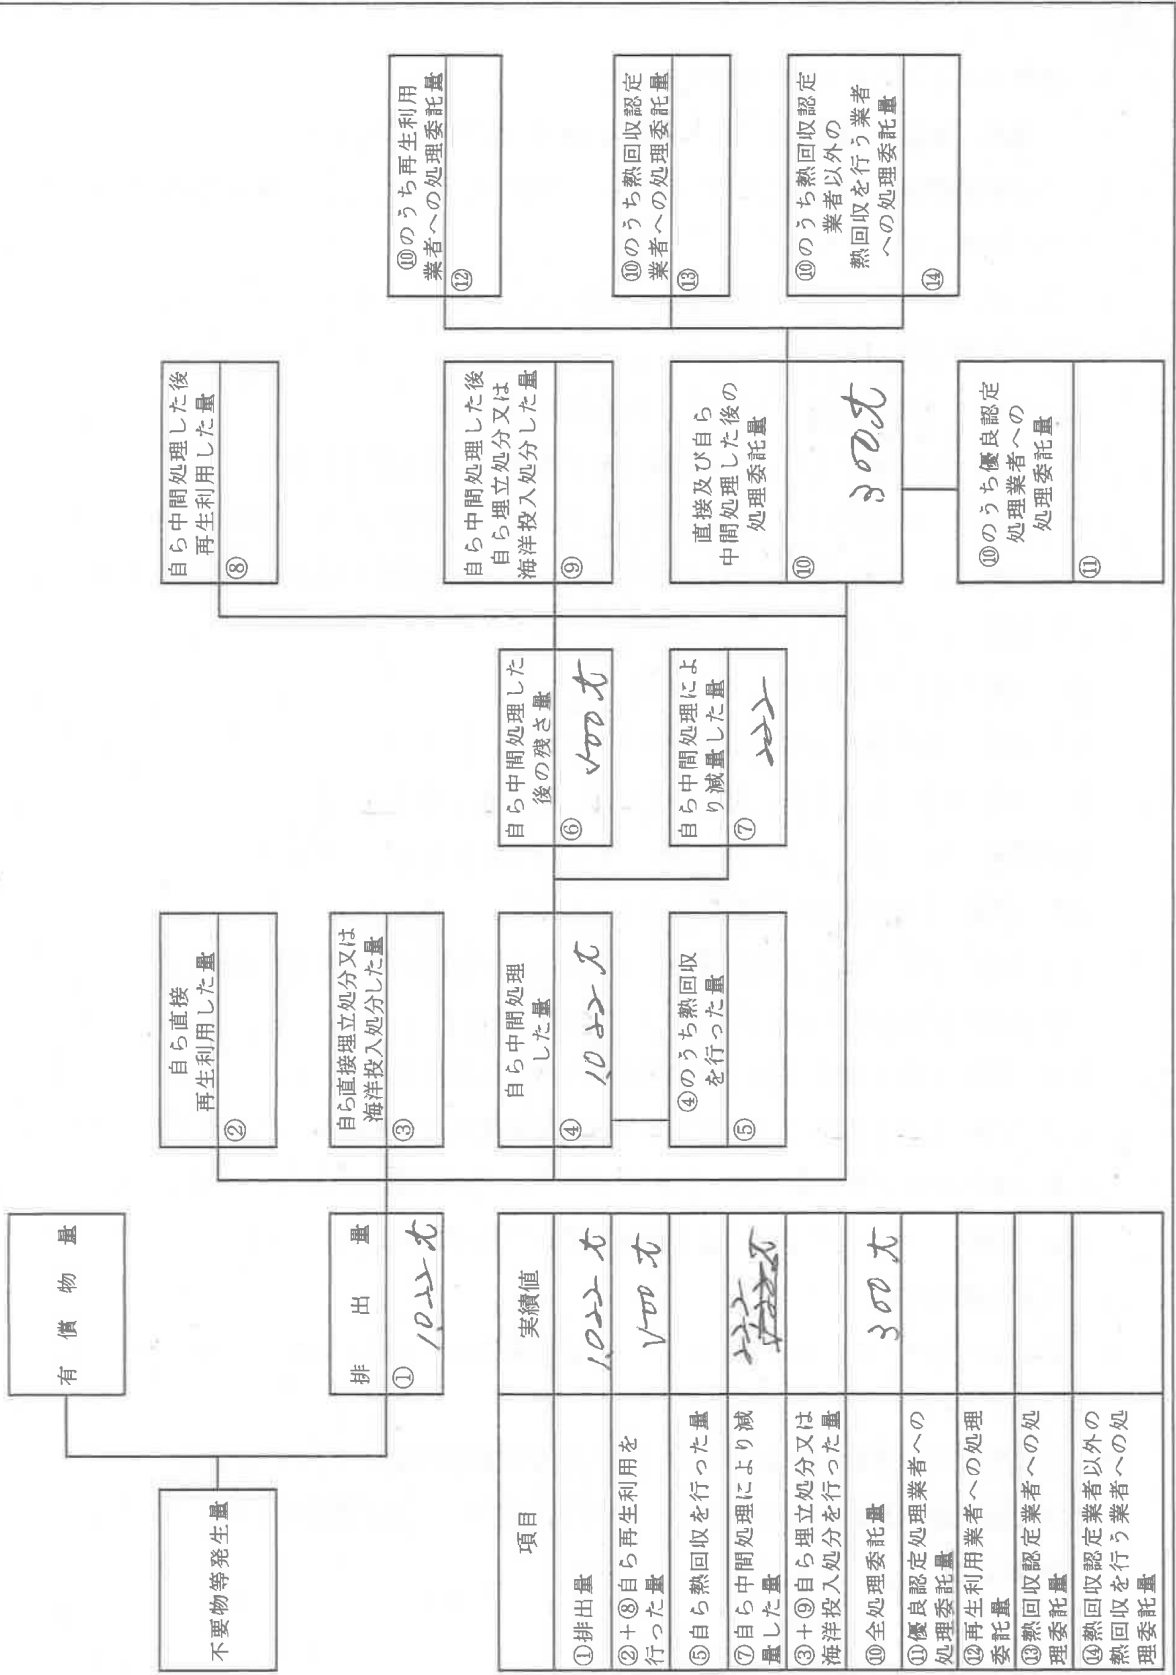 不要物等発生量
有償物量
排出量
① 1,022 t
自ら直接
再生利用した量
②
自ら直接埋立処分又は
海洋投入処分した量
③
自ら中間処理
した量
④ 1,022 t
④のうち熱回収
を行った量
⑤
自ら中間処理した
後の残さ量
⑥
自ら中間処理によ
り減量した量
⑦ 222
自ら中間処理した後
再生利用した量
⑧
自ら中間処理した後
自ら埋立処分又は
海洋投入処分した量
⑨
直接及び自ら
中間処理した後の
処理委託量
⑩ 300 t
⑩のうち優良認定
処理業者への
処理委託量
⑪
⑩のうち再生利用
業者への処理委託量
⑫
⑩のうち熱回収認定
業者への処理委託量
⑬
⑩のうち熱回収認定
業者以外の
熱回収を行う業者
への処理委託量
⑭
項目 実績値
①排出量 1,022 t
②+⑧自ら再生利用を
行った量
⑤自ら熱回収を行った量
⑦自ら中間処理により減
量した量 222
③+⑨自ら埋立処分又は
海洋投入処分を行った量
⑩全処理委託量 300 t
⑪優良認定処理業者への
処理委託量
⑫再生利用業者への処理
委託量
⑬熱回収認定業者への処
理委託量
⑭熱回収認定業者以外の
熱回収を行う業者への処
理委託量